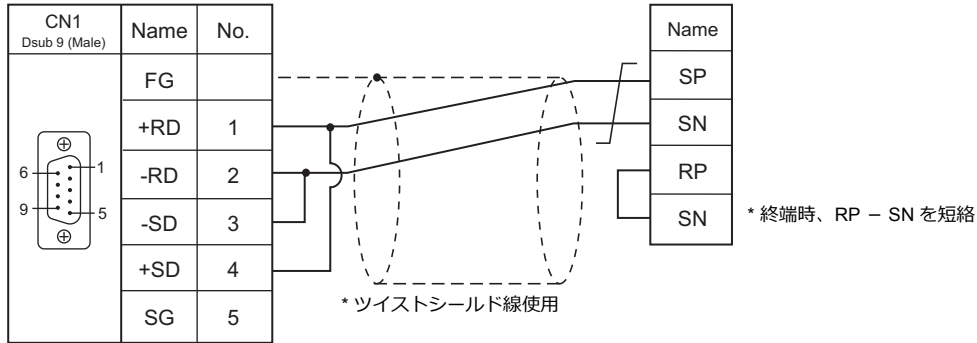 CN1
Dsub 9 (Male)
Name No.
FG
+RD 1
-RD 2
-SD 3
+SD 4
SG 5
6
1
9
5
* ツイストシールド線使用
Name
SP
SN
RP
SN
* 終端時、RP － SN を短絡